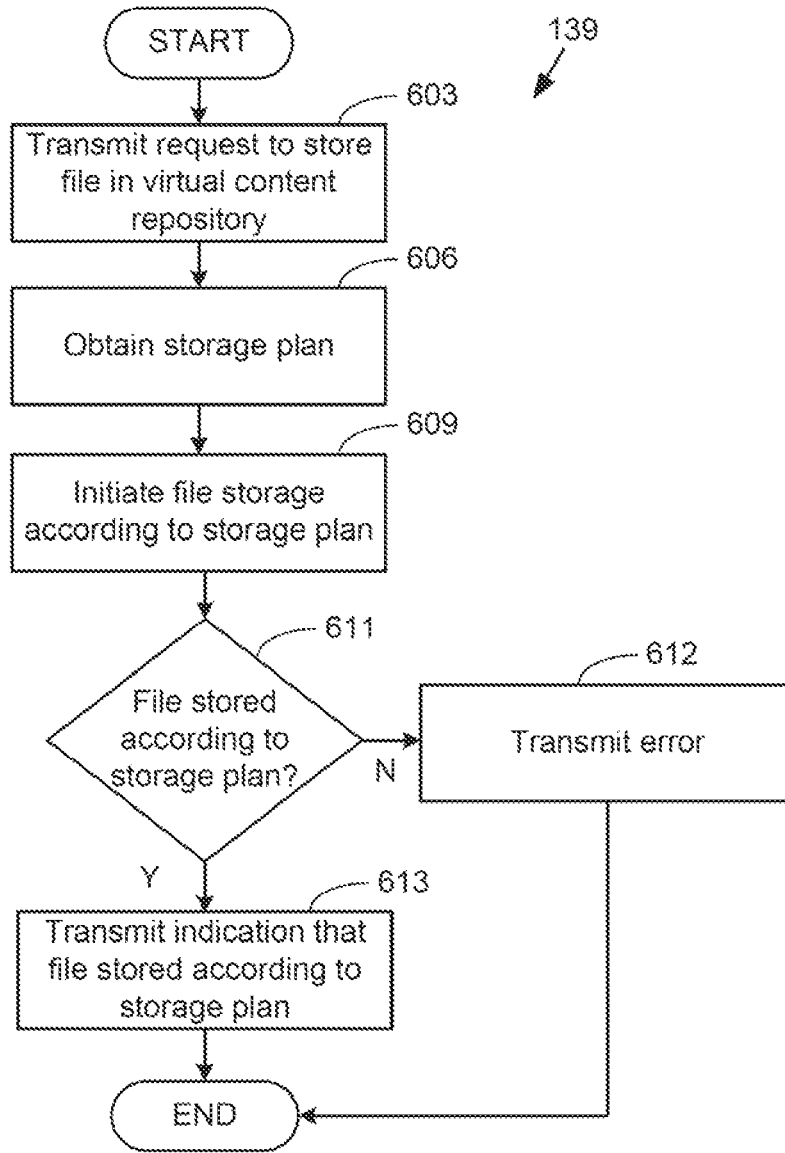 START
139
603
Transmit request to store
file in virtual content
repository
606
Obtain storage plan
609
Initiate file storage
according to storage plan
611
File stored
according to
storage plan?
N
612
Transmit error
Y
613
Transmit indication that
file stored according to
storage plan
END